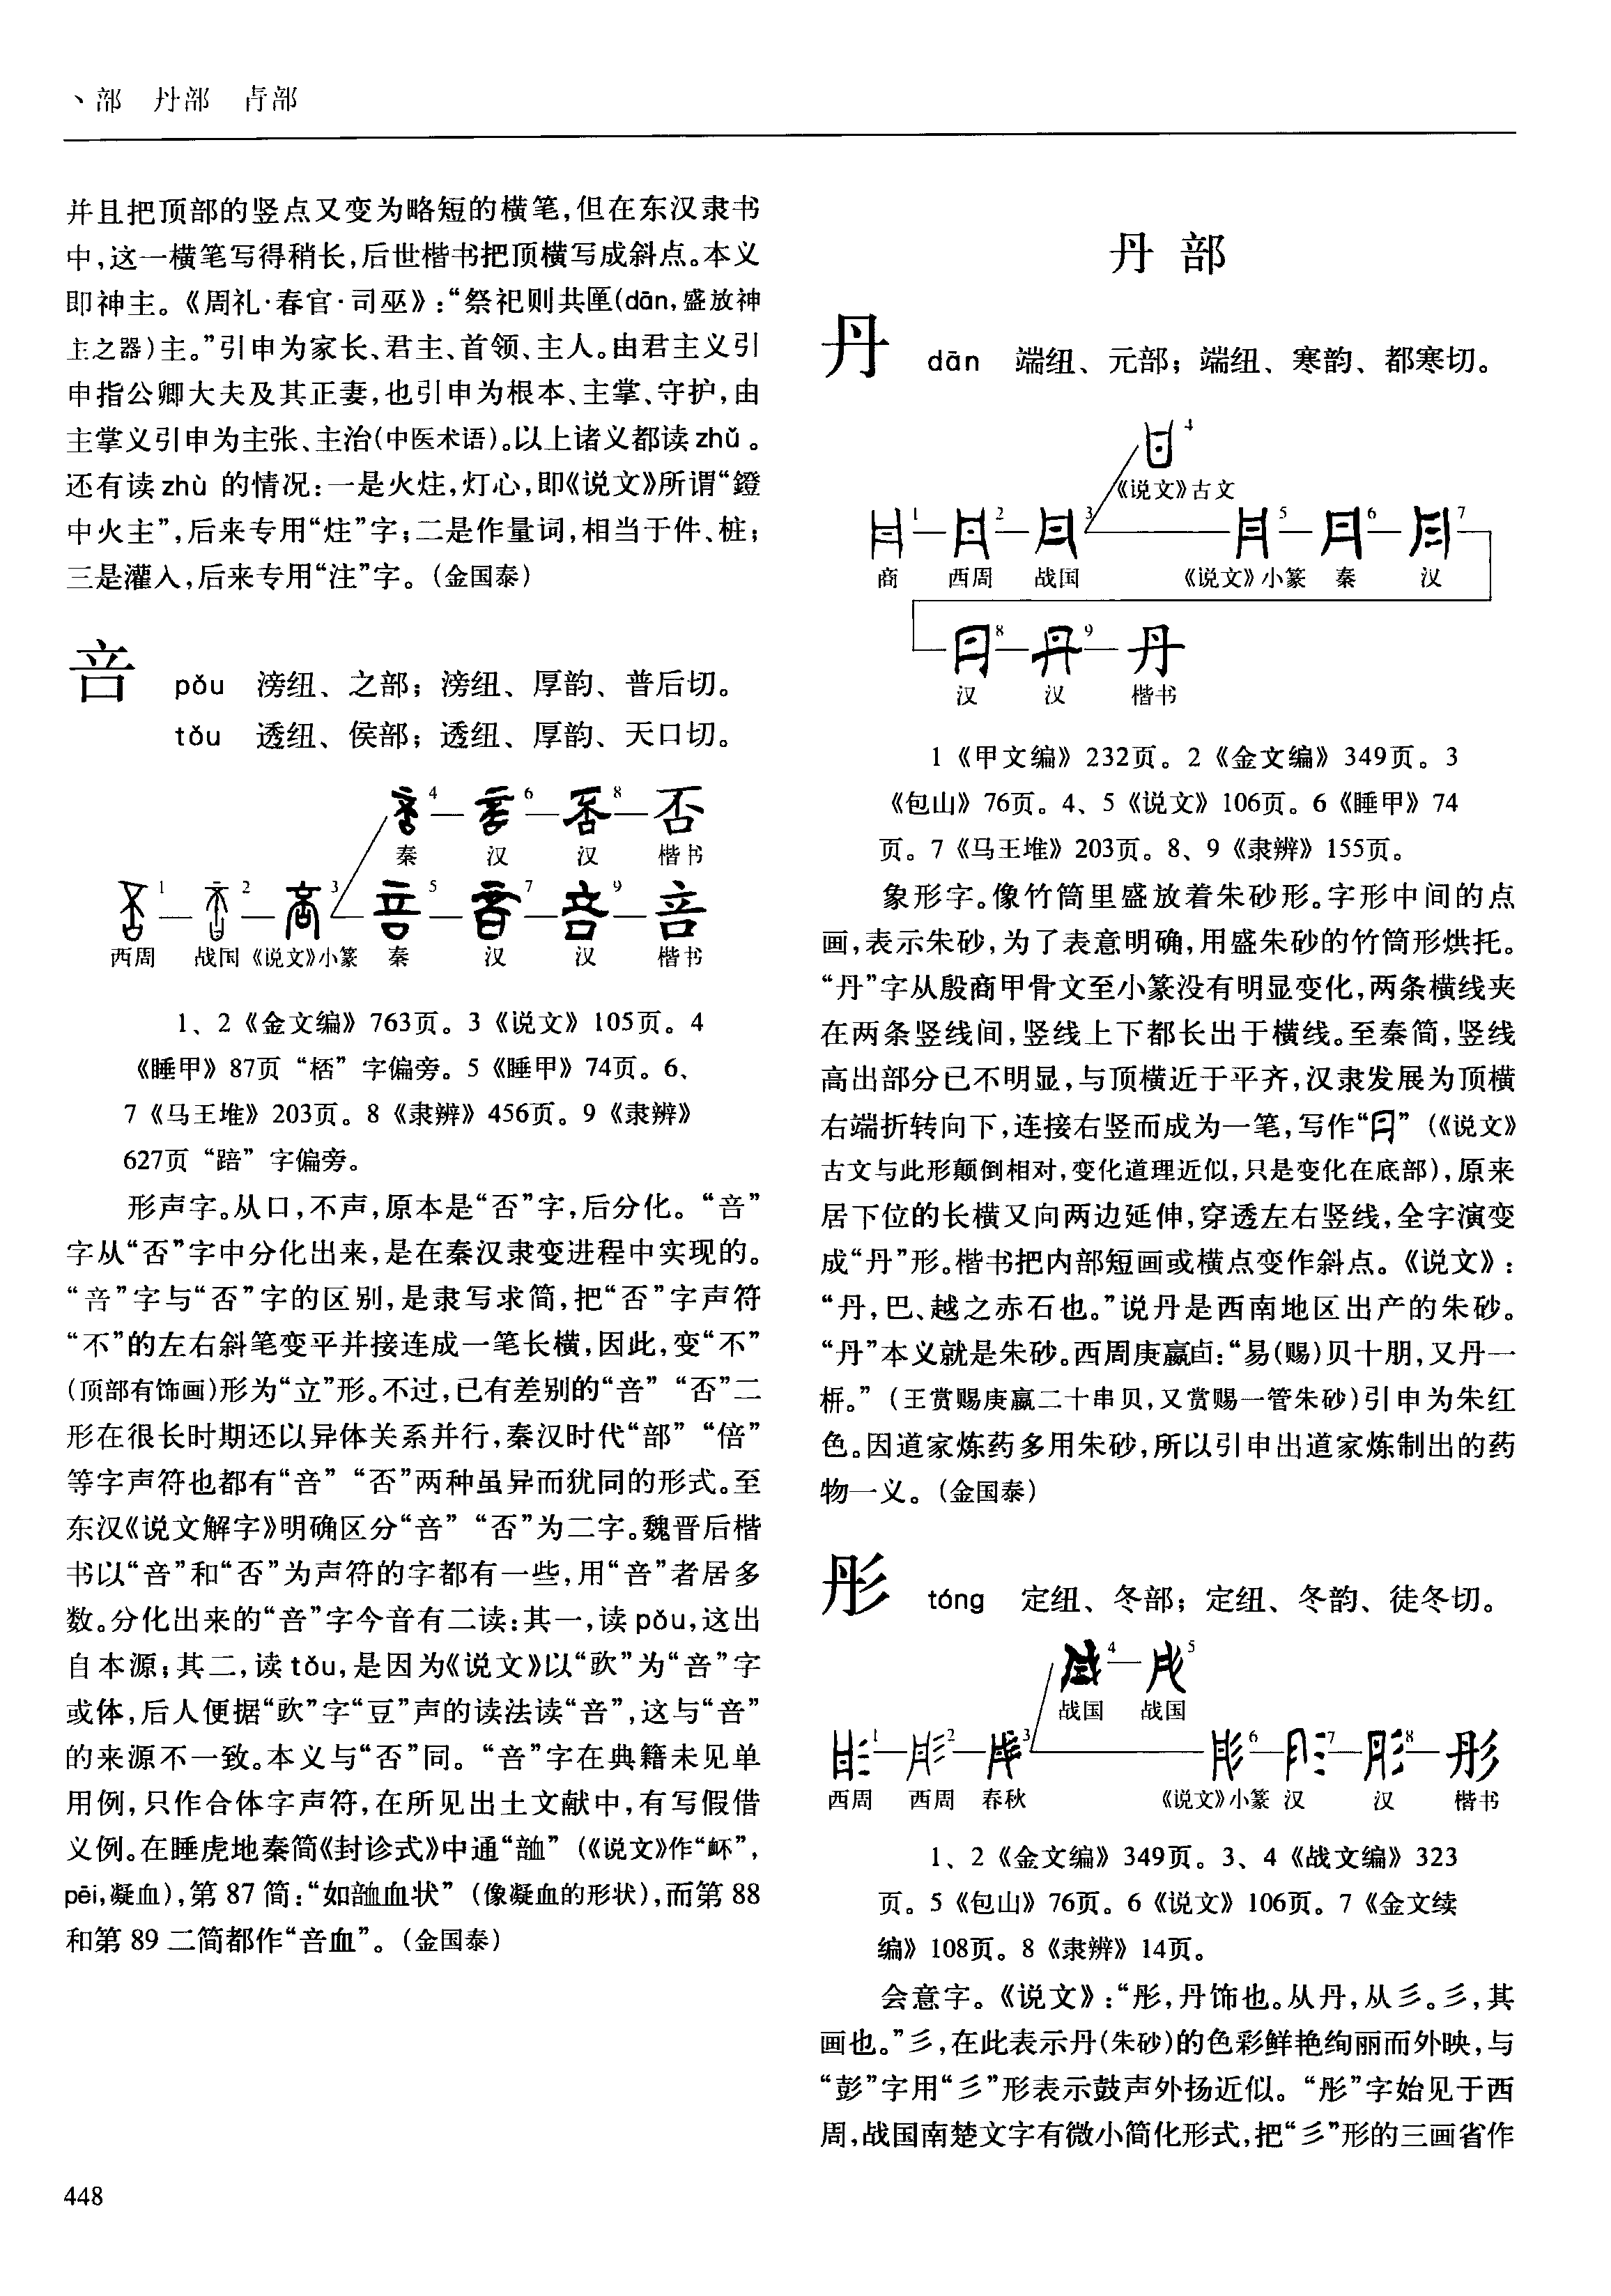 丶部 丹部 青部
并且把顶部的竖点又变为略短的横笔,但在东汉隶书
中,这一横笔写得稍长,后世楷书把顶横写成斜点。本义
即神主。《周礼·春官·司巫》:“祭祀则共匰(dān,盛放神
主之器)主。”引申为家长、君主、首领、主人。由君主义引
申指公卿大夫及其正妻,也引申为根本、主掌、守护,由
主掌义引申为主张、主治(中医术语)。以上诸义都读zhǔ。
还有读zhù 的情况:一是火炷,灯心,即《说文》所谓“鐙
中火主”,后来专用“炷”字;二是作量词,相当于件、桩;
三是灌入,后来专用“注”字。(金国泰)
咅 pǒu 滂纽、之部;滂纽、厚韵、普后切。
tǒu 透纽、侯部;透纽、厚韵、天口切。
4 6 8 否
秦 汉 汉 楷书
1 2 3 5 7 9 咅
西周 战国 《说文》小篆 秦 汉 汉 楷书
1、2《金文编》763页。3《说文》105页。4
《睡甲》87页“桮”字偏旁。5《睡甲》74页。6、
7《马王堆》203页。8《隶辨》456页。9《隶辨》
627页“踣”字偏旁。
形声字。从口,不声,原本是“否”字,后分化。“咅”
字从“否”字中分化出来,是在秦汉隶变进程中实现的。
“咅”字与“否”字的区别,是隶写求简,把“否”字声符
“不”的左右斜笔变平并接连成一笔长横,因此,变“不”
(顶部有饰画)形为“立”形。不过,已有差别的“咅”“否”二
形在很长时期还以异体关系并行,秦汉时代“部”“倍”
等字声符也都有“咅”“否”两种虽异而犹同的形式。至
东汉《说文解字》明确区分“咅”“否”为二字。魏晋后楷
书以“咅”和“否”为声符的字都有一些,用“咅”者居多
数。分化出来的“咅”字今音有二读:其一,读pǒu,这出
自本源;其二,读tǒu,是因为《说文》以“㰯”为“咅”字
或体,后人便据“㰯”字“豆”声的读法读“咅”,这与“咅”
的来源不一致。本义与“否”同。“咅”字在典籍未见单
用例,只作合体字声符,在所见出土文献中,有写假借
义例。在睡虎地秦简《封诊式》中通“䪔”(《说文》作“衃”,
pēi,凝血),第87简:“如䪔血状”(像凝血的形状),而第88
和第89二简都作“咅血”。(金国泰)
丹 部
丹 dān 端纽、元部;端纽、寒韵、都寒切。
4
《说文》古文
1 2 3 5 6 7
商 西周 战国 《说文》小篆 秦 汉
8 9 丹
汉 汉 楷书
1《甲文编》232页。2《金文编》349页。3
《包山》76页。4、5《说文》106页。6《睡甲》74
页。7《马王堆》203页。8、9《隶辨》155页。
象形字。像竹筒里盛放着朱砂形。字形中间的点
画,表示朱砂,为了表意明确,用盛朱砂的竹筒形烘托。
“丹”字从殷商甲骨文至小篆没有明显变化,两条横线夹
在两条竖线间,竖线上下都长出于横线。至秦简,竖线
高出部分已不明显,与顶横近于平齐,汉隶发展为顶横
右端折转向下,连接右竖而成为一笔,写作“”(《说文》
古文与此形颠倒相对,变化道理近似,只是变化在底部),原来
居下位的长横又向两边延伸,穿透左右竖线,全字演变
成“丹”形。楷书把内部短画或横点变作斜点。《说文》:
“丹,巴、越之赤石也。”说丹是西南地区出产的朱砂。
“丹”本义就是朱砂。西周庚嬴卣:“易(赐)贝十朋,又丹一
㭒。”(王赏赐庚嬴二十串贝,又赏赐一管朱砂)引申为朱红
色。因道家炼药多用朱砂,所以引申出道家炼制出的药
物一义。(金国泰)
彤 tóng 定纽、冬部;定纽、冬韵、徒冬切。
4 5
战国 战国
1 2 3 6 7 8 彤
西周 西周 春秋 《说文》小篆 汉 汉 楷书
1、2《金文编》349页。3、4《战文编》323
页。5《包山》76页。6《说文》106页。7《金文续
编》108页。8《隶辨》14页。
会意字。《说文》:“彤,丹饰也。从丹,从彡。彡,其
画也。”彡,在此表示丹(朱砂)的色彩鲜艳绚丽而外映,与
“彭”字用“彡”形表示鼓声外扬近似。“彤”字始见于西
周,战国南楚文字有微小简化形式,把“彡”形的三画省作
448